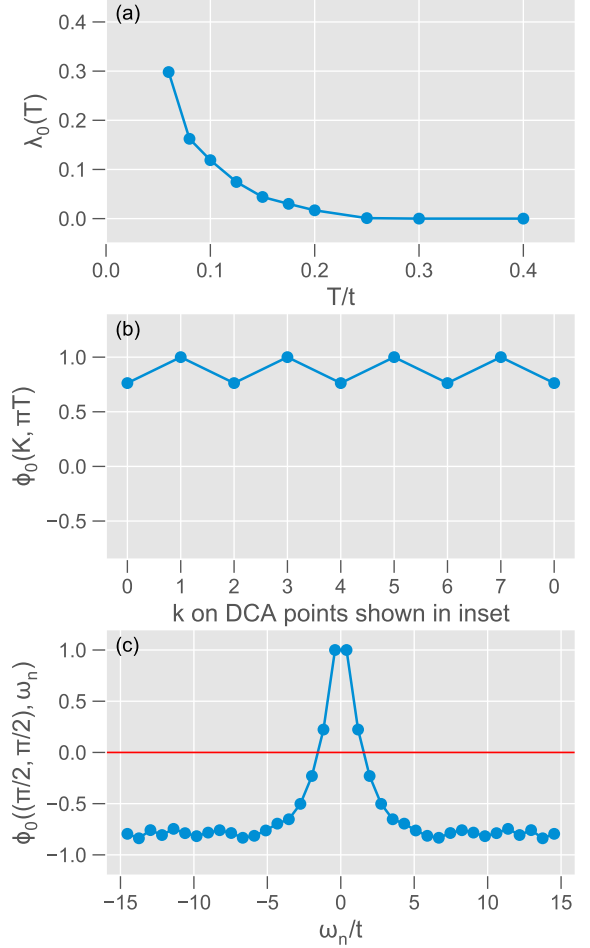 (a)
λ₀(T)
0.4
0.3
0.2
0.1
0.0
0.0 0.1 0.2 0.3 0.4
T/t
(b)
ϕ₀(K, πT)
1.0
0.5
0.0
−0.5
0 1 2 3 4 5 6 7 0
k on DCA points shown in inset
(c)
ϕ₀((π/2, π/2), ωₙ)
1.0
0.5
0.0
−0.5
−1.0
−15 −10 −5 0 5 10 15
ωₙ/t